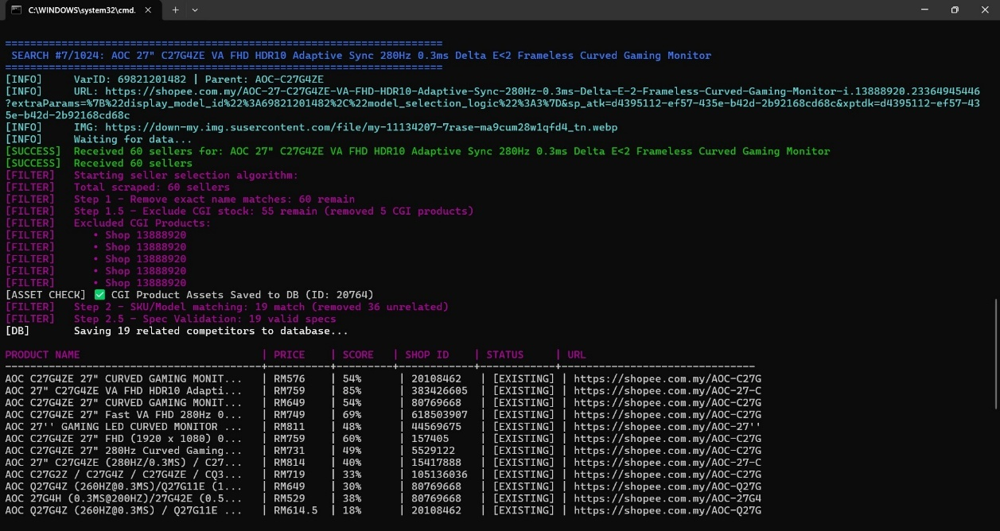 C:\WINDOWS\system32\cmd.
========================================================================
SEARCH #7/1024: AOC 27" C27G4ZE VA FHD HDR10 Adaptive Sync 280Hz 0.3ms Delta E<2 Frameless Curved Gaming Monitor
========================================================================
[INFO] VarID: 69821201482 | Parent: AOC-C27G4ZE
[INFO] URL: https://shopee.com.my/AOC-27-C27G4ZE-VA-FHD-HDR10-Adaptive-Sync-280Hz-0.3ms-Delta-E-2-Frameless-Curved-Gaming-Monitor-i.13888920.23364945446
?extraParams=%7B%22display_model_id%22%3A69821201482%2C%22model_selection_logic%22%3A3%7D&sp_atk=d4395112-ef57-435e-b42d-2b92168cd68c&xptdk=d4395112-ef57-43
5e-b42d-2b92168cd68c
[INFO] IMG: https://down-my.img.susercontent.com/file/my-11134207-7rase-ma9cum28w1qfd4_tn.webp
[INFO] Waiting for data...
[SUCCESS] Received 60 sellers for: AOC 27" C27G4ZE VA FHD HDR10 Adaptive Sync 280Hz 0.3ms Delta E<2 Frameless Curved Gaming Monitor
[SUCCESS] Received 60 sellers
[FILTER] Starting seller selection algorithm:
[FILTER] Total scraped: 60 sellers
[FILTER] Step 1 - Remove exact name matches: 60 remain
[FILTER] Step 1.5 - Exclude CGI stock: 55 remain (removed 5 CGI products)
[FILTER] Excluded CGI Products:
[FILTER] • Shop 13888920
[FILTER] • Shop 13888920
[FILTER] • Shop 13888920
[FILTER] • Shop 13888920
[FILTER] • Shop 13888920
[ASSET CHECK] ✅ CGI Product Assets Saved to DB (ID: 20764)
[FILTER] Step 2 - SKU/Model matching: 19 match (removed 36 unrelated)
[FILTER] Step 2.5 - Spec Validation: 19 valid specs
[DB] Saving 19 related competitors to database...
PRODUCT NAME | PRICE | SCORE | SHOP ID | STATUS | URL
AOC C27G4ZE 27" CURVED GAMING MONIT... | RM576 | 54% | 20108462 | [EXISTING] | https://shopee.com.my/AOC-C27G
AOC 27" C27G4ZE VA FHD HDR10 Adapti... | RM759 | 85% | 383426605 | [EXISTING] | https://shopee.com.my/AOC-27-C
AOC C27G4ZE 27" CURVED GAMING MONIT... | RM649 | 54% | 80769668 | [EXISTING] | https://shopee.com.my/AOC-C27G
AOC C27G4ZE 27" Fast VA FHD 280Hz 0... | RM749 | 69% | 618503907 | [EXISTING] | https://shopee.com.my/AOC-C27G
AOC 27'' GAMING LED CURVED MONITOR ... | RM811 | 48% | 44569675 | [EXISTING] | https://shopee.com.my/AOC-27''
AOC C27G4ZE 27" FHD (1920 x 1080) 0... | RM759 | 60% | 157405 | [EXISTING] | https://shopee.com.my/AOC-C27G
AOC C27G4ZE 27" 280Hz Curved Gaming... | RM731 | 49% | 5529122 | [EXISTING] | https://shopee.com.my/AOC-C27G
AOC 27" C27G4ZE (280HZ/0.3MS) / C27... | RM814 | 40% | 15417888 | [EXISTING] | https://shopee.com.my/AOC-27-C
AOC C27G2Z / C27G4Z / C27G4ZE / CQ3... | RM719 | 33% | 105136036 | [EXISTING] | https://shopee.com.my/AOC-C27G
AOC Q27G4Z (260HZ@0.3MS)/Q27G11E (1... | RM649 | 30% | 80769668 | [EXISTING] | https://shopee.com.my/AOC-Q27G
AOC 27G4H (0.3MS@200HZ)/27G42E (0.5... | RM529 | 38% | 80769668 | [EXISTING] | https://shopee.com.my/AOC-27G4
AOC Q27G4Z (260HZ@0.3MS) / Q27G11E ... | RM614.5 | 18% | 20108462 | [EXISTING] | https://shopee.com.my/AOC-Q27G